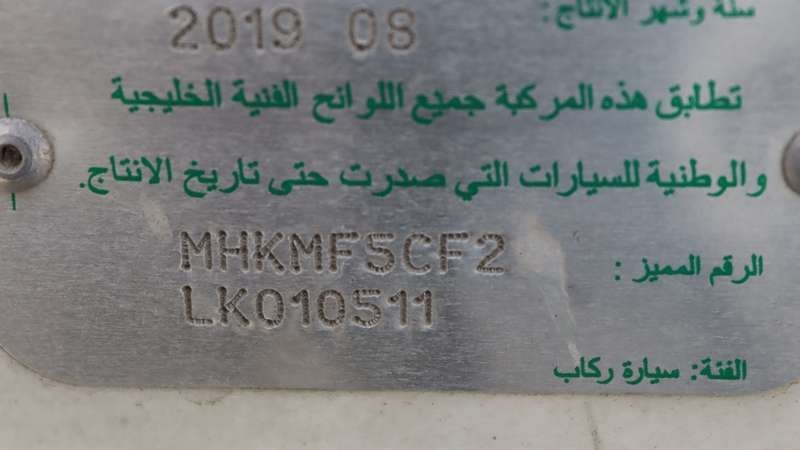 سنة وشهر الانتاج: 2019 08
تطابق هذه المركبة جميع اللوائح الفنية الخليجية
والوطنية للسيارات التي صدرت حتى تاريخ الانتاج.
الرقم المميز : MHKMF5CF2
LK010511
الفئة: سيارة ركاب